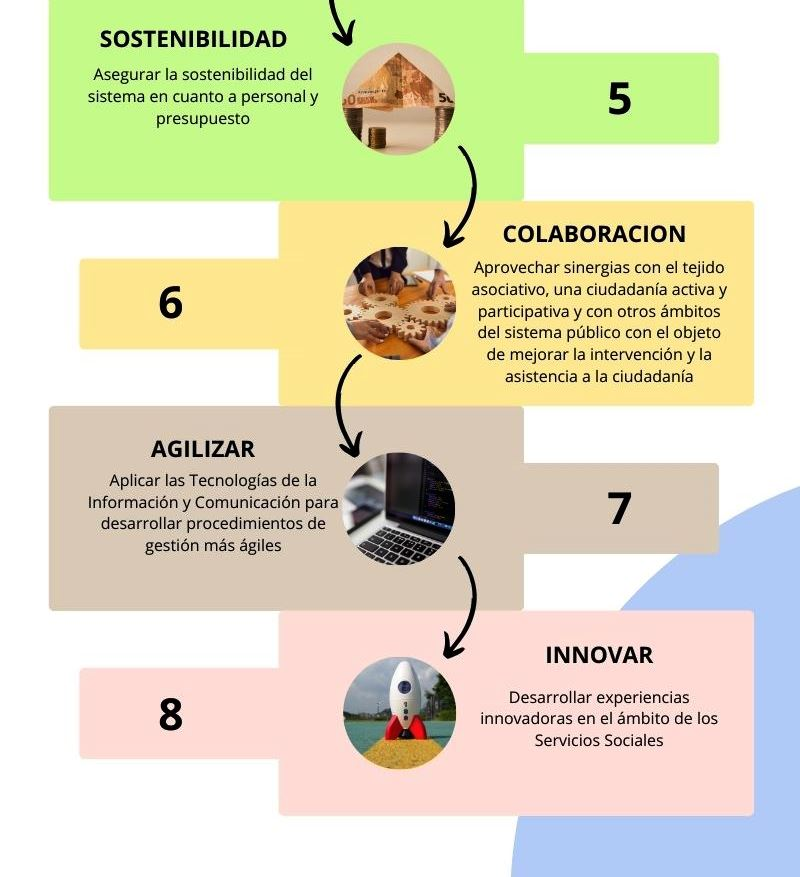 SOSTENIBILIDAD
Asegurar la sostenibilidad del
sistema en cuanto a personal y
presupuesto
5
COLABORACION
Aprovechar sinergias con el tejido
asociativo, una ciudadanía activa y
participativa y con otros ámbitos
del sistema público con el objeto
de mejorar la intervención y la
asistencia a la ciudadanía
6
AGILIZAR
Aplicar las Tecnologías de la
Información y Comunicación para
desarrollar procedimientos de
gestión más ágiles
7
INNOVAR
Desarrollar experiencias
innovadoras en el ámbito de los
Servicios Sociales
8